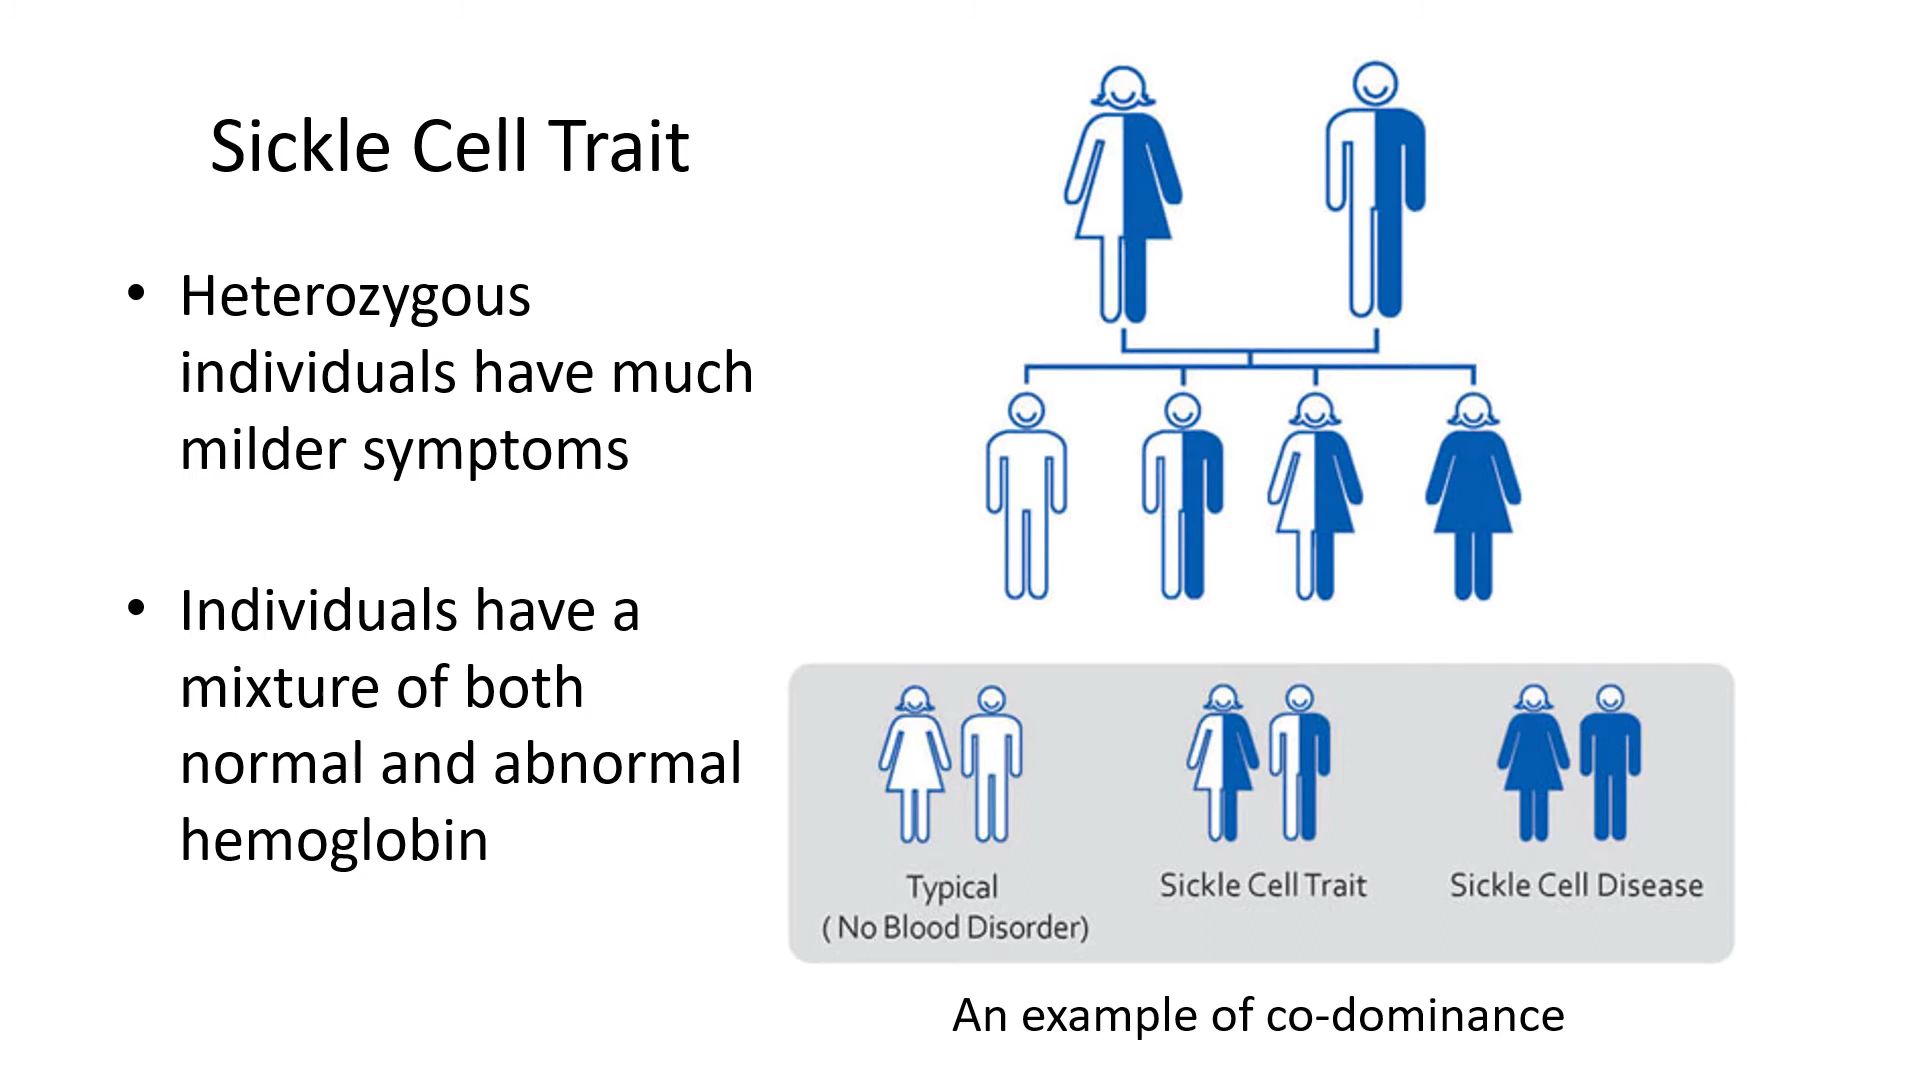 Sickle Cell Trait
• Heterozygous
individuals have much
milder symptoms
• Individuals have a
mixture of both
normal and abnormal
hemoglobin
Typical
( No Blood Disorder)
Sickle Cell Trait
Sickle Cell Disease
An example of co-dominance